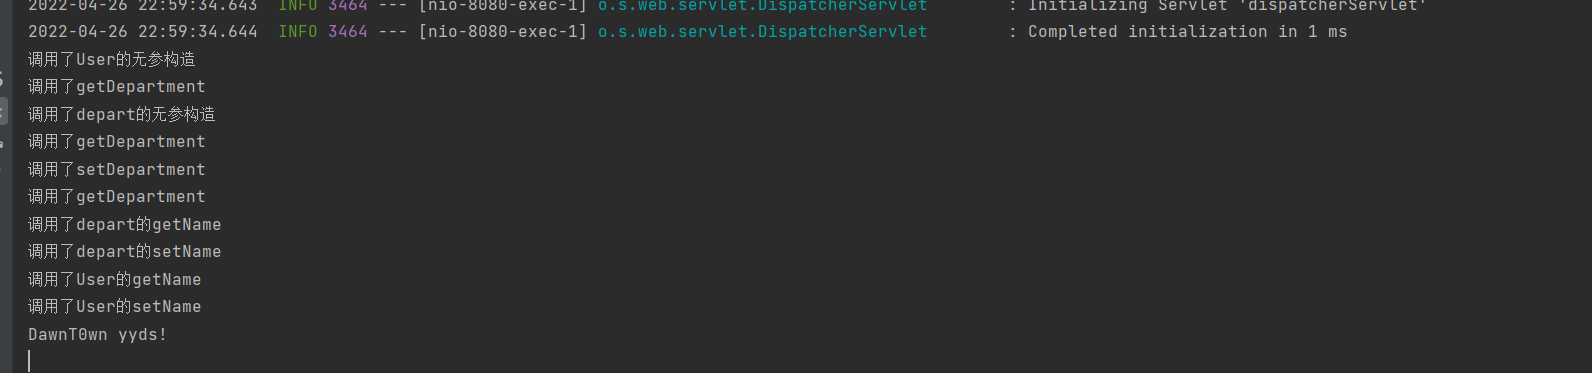 2022-04-26 22:59:34.643  INFO 3464 --- [nio-8080-exec-1] o.s.web.servlet.DispatcherServlet        : Initializing Servlet 'dispatcherServlet'
2022-04-26 22:59:34.644  INFO 3464 --- [nio-8080-exec-1] o.s.web.servlet.DispatcherServlet        : Completed initialization in 1 ms
调用了User的无参构造
调用了getDepartment
调用了depart的无参构造
调用了getDepartment
调用了setDepartment
调用了getDepartment
调用了depart的getName
调用了depart的setName
调用了User的getName
调用了User的setName
DawnT0wn yyds!